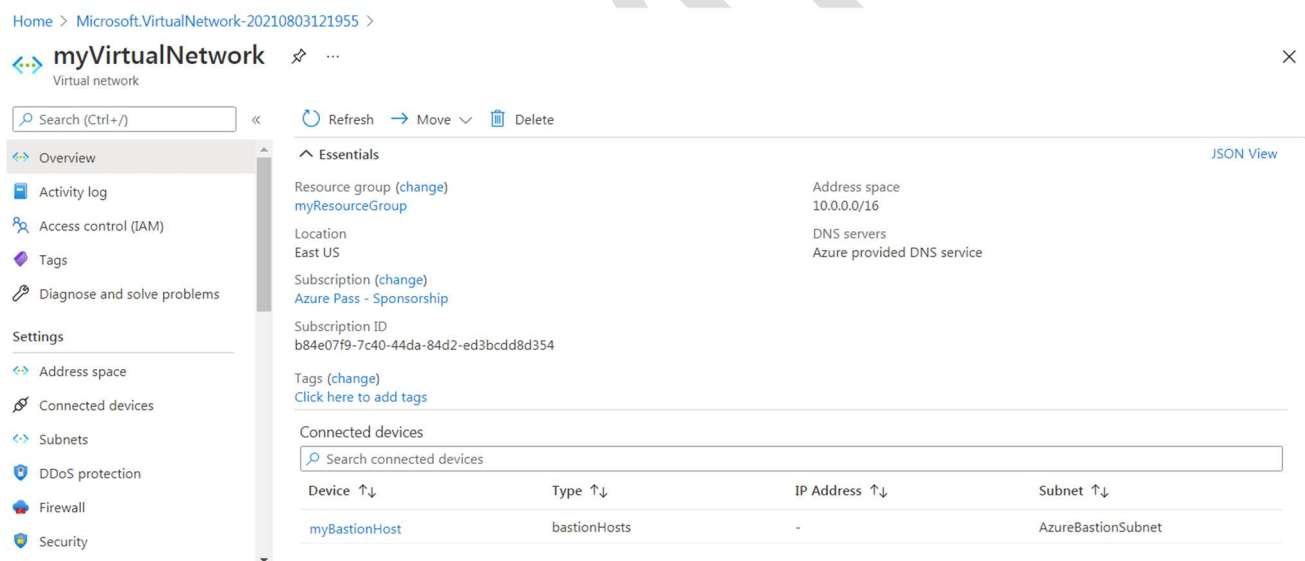 Home > Microsoft.VirtualNetwork-20210803121955 >
myVirtualNetwork ...
Virtual network
Search (Ctrl+/) «
Refresh Move Delete
Overview
Activity log
Access control (IAM)
Tags
Diagnose and solve problems
Settings
Address space
Connected devices
Subnets
DDoS protection
Firewall
Security
Essentials JSON View
Resource group (change)
myResourceGroup
Location
East US
Subscription (change)
Azure Pass - Sponsorship
Subscription ID
b84e07f9-7c40-44da-84d2-ed3bcdd8d354
Tags (change)
Click here to add tags
Address space
10.0.0.0/16
DNS servers
Azure provided DNS service
Connected devices
Search connected devices
Device ↑↓ Type ↑↓ IP Address ↑↓ Subnet ↑↓
myBastionHost bastionHosts - AzureBastionSubnet